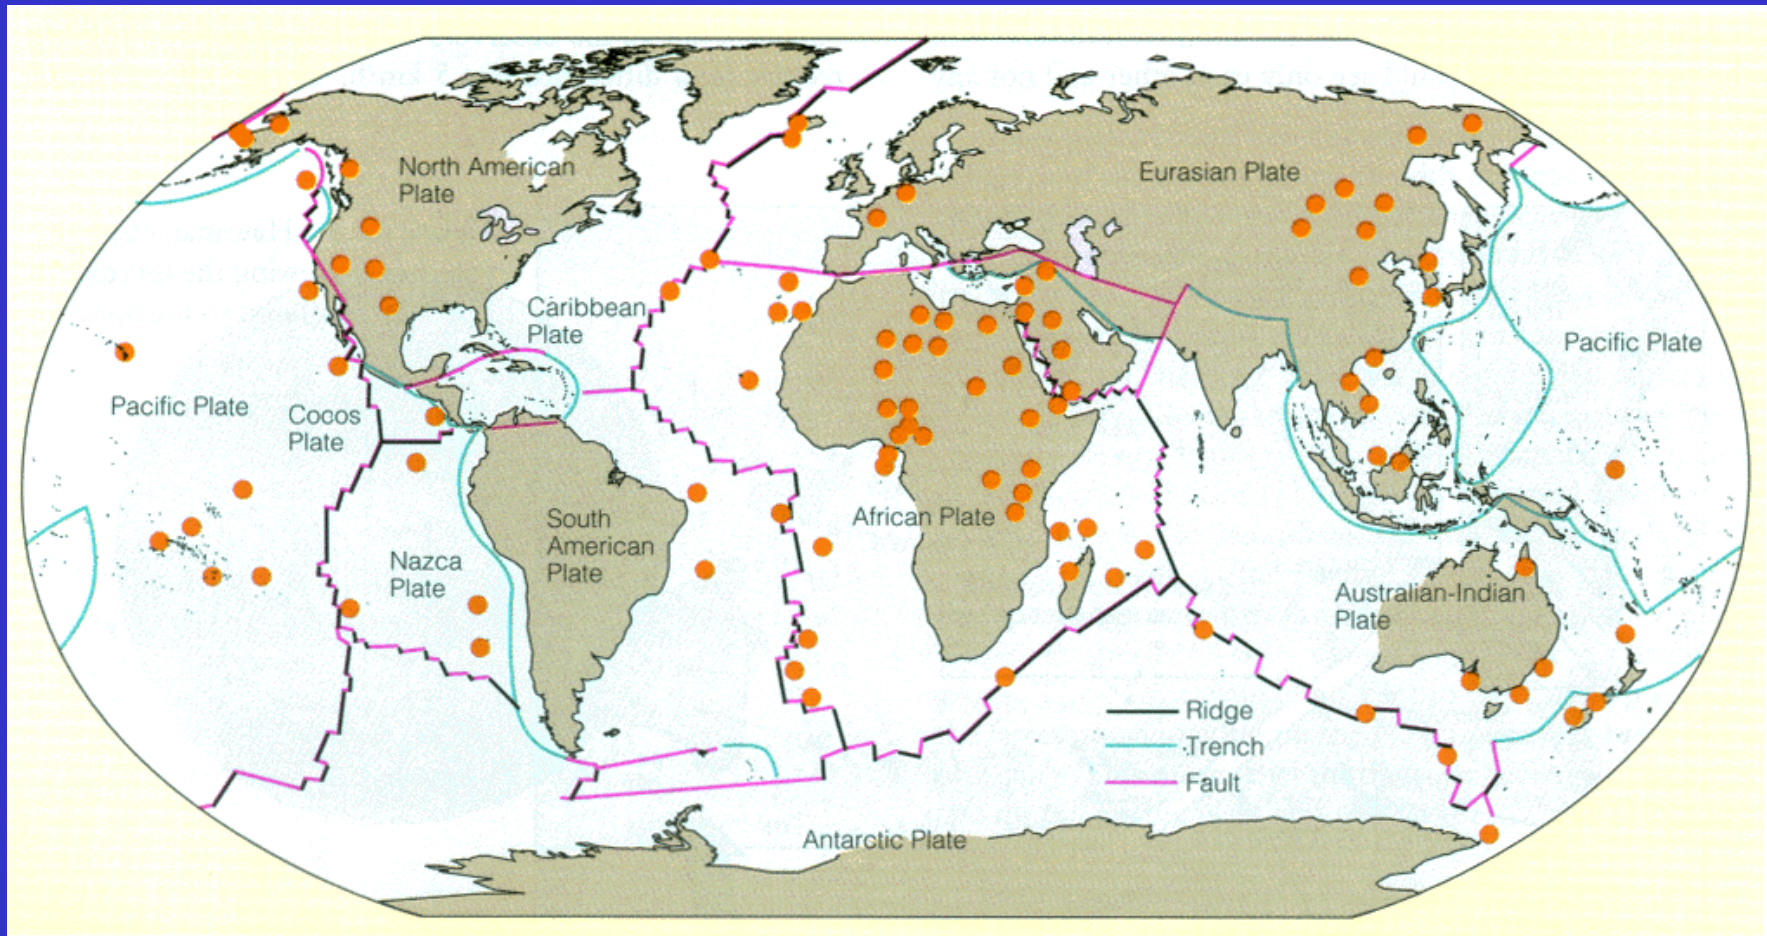 North American
Plate
Eurasian Plate
Caribbean
Plate
Pacific Plate
Pacific Plate
Cocos
Plate
South
American
Plate
African Plate
Nazca
Plate
Australian-Indian
Plate
Ridge
Trench
Fault
Antarctic Plate